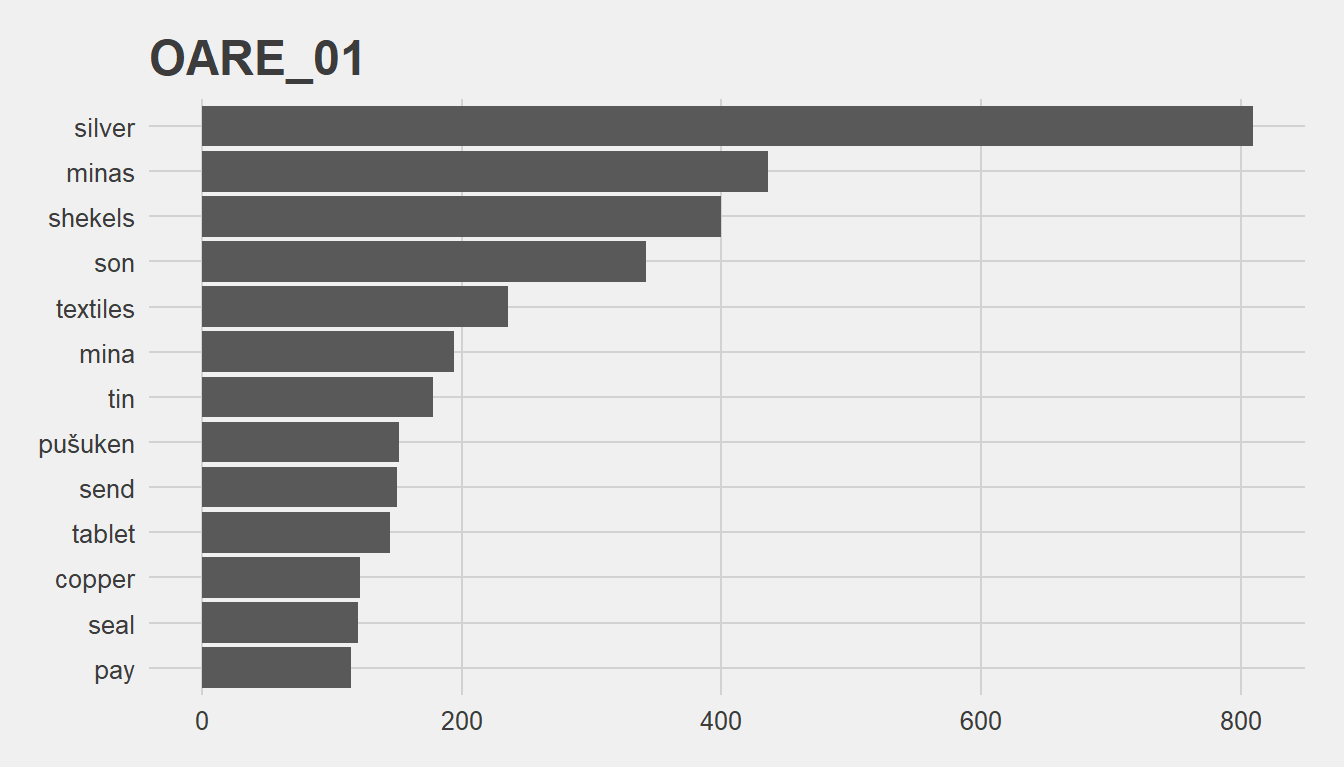 OARE_01
silver
minas
shekels
son
textiles
mina
tin
pušuken
send
tablet
copper
seal
pay
0 200 400 600 800